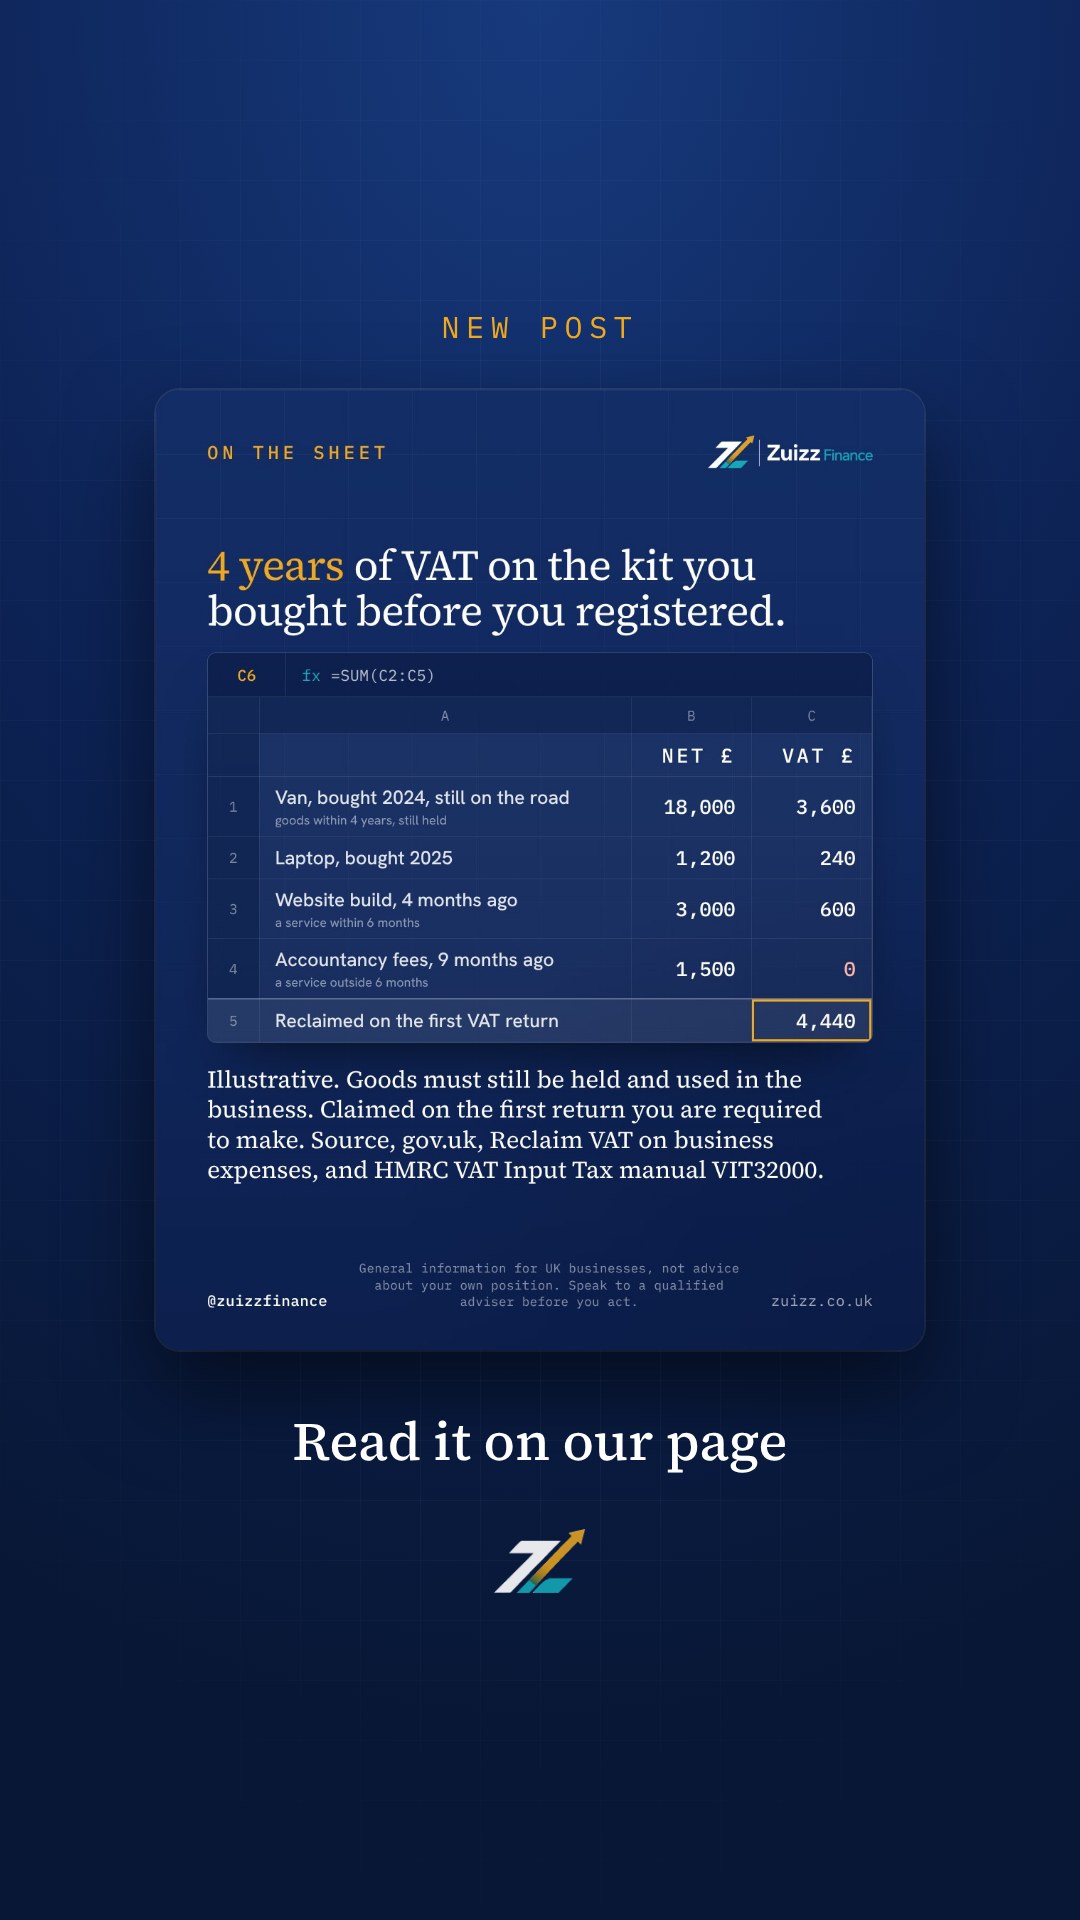 NEW POST
ON THE SHEET
Zuizz Finance
4 years of VAT on the kit you
bought before you registered.
C6 fx =SUM(C2:C5)
A B C
NET £ VAT £
1 Van, bought 2024, still on the road 18,000 3,600
goods within 4 years, still held
2 Laptop, bought 2025 1,200 240
3 Website build, 4 months ago 3,000 600
a service within 6 months
4 Accountancy fees, 9 months ago 1,500 0
a service outside 6 months
5 Reclaimed on the first VAT return 4,440
Illustrative. Goods must still be held and used in the
business. Claimed on the first return you are required
to make. Source, gov.uk, Reclaim VAT on business
expenses, and HMRC VAT Input Tax manual VIT32000.
General information for UK businesses, not advice
about your own position. Speak to a qualified
adviser before you act.
@zuizzfinance
zuizz.co.uk
Read it on our page